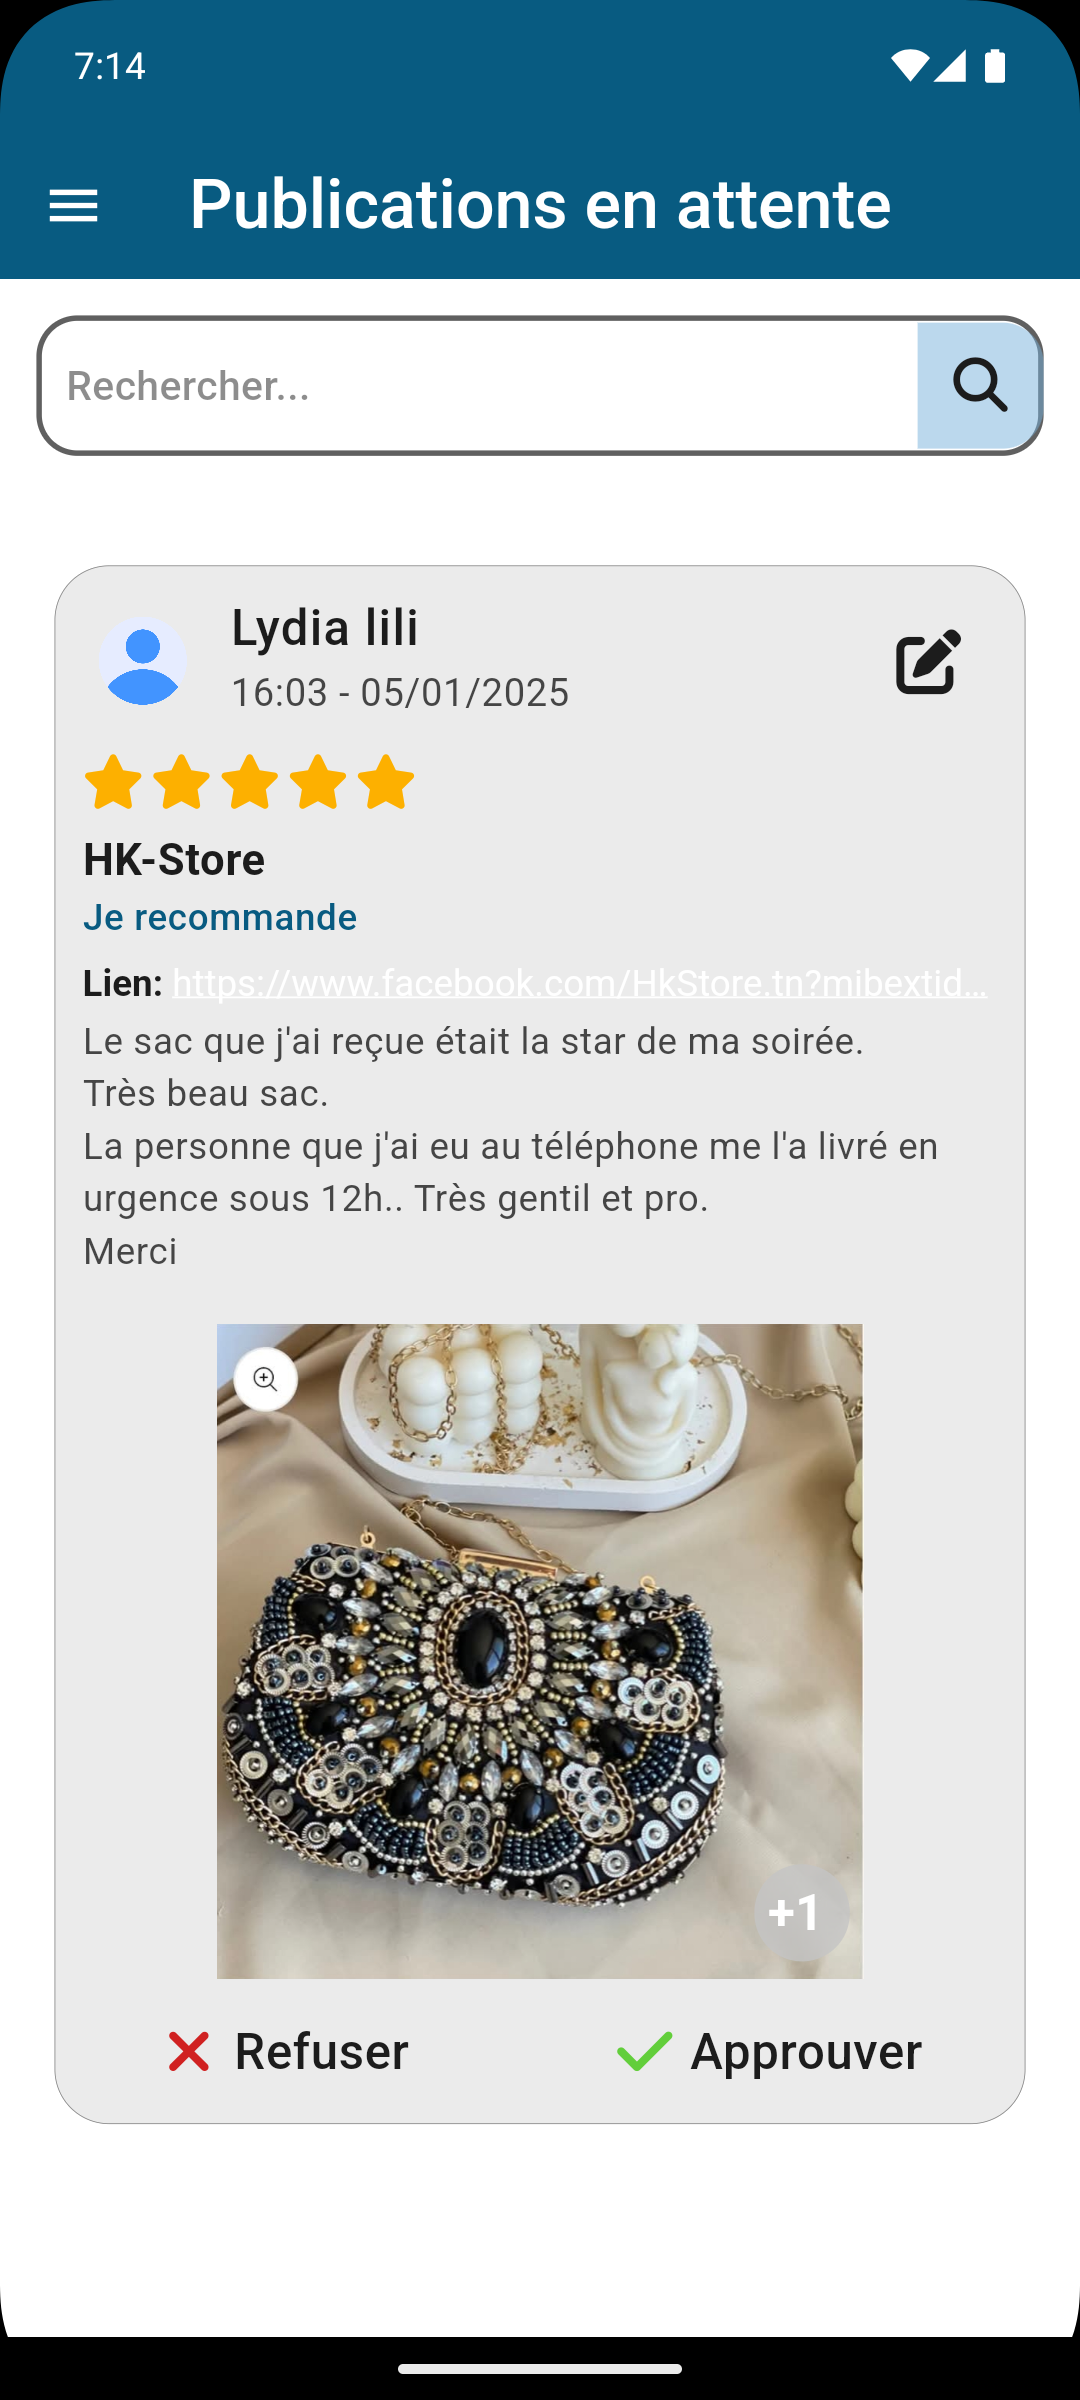 7:14
Publications en attente
Rechercher...
Lydia lili
16:03 - 05/01/2025
HK-Store
Je recommande
Lien: https://www.facebook.com/HkStore.tn?mibextid...
Le sac que j'ai reçue était la star de ma soirée.
Très beau sac.
La personne que j'ai eu au téléphone me l'a livré en
urgence sous 12h.. Très gentil et pro.
Merci
+1
Refuser
Approuver